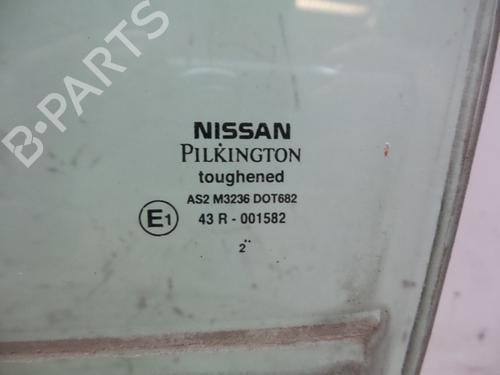 B-PARTS
NISSAN
PILKINGTON
toughened
AS2 M3236 DOT682
E1 43 R - 001582
2